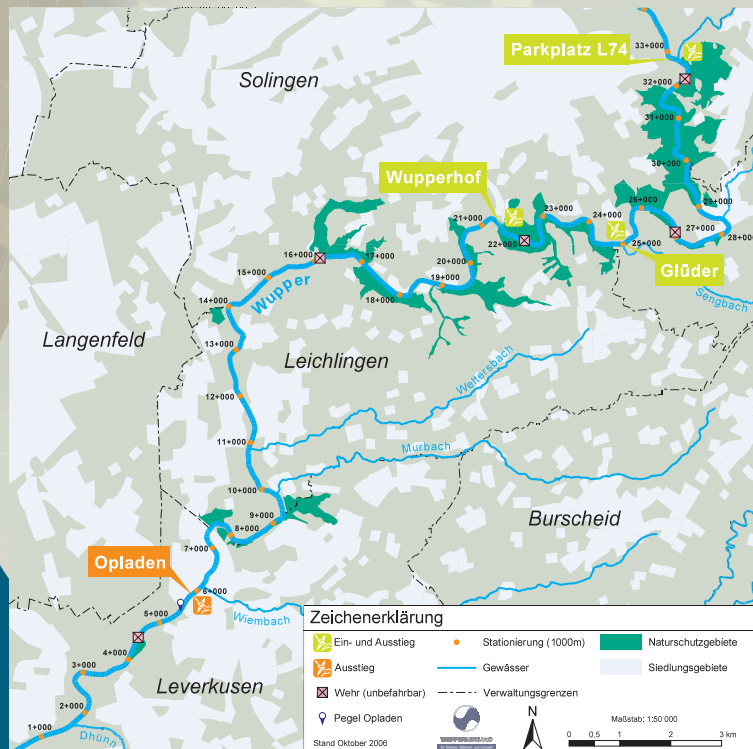 33+000
Parkplatz L74
Solingen
32+000
31+000
30+000
Wupperhof
26+000
29+000
23+000
24+000
21+000
27+000
28+000
22+000
25+000
16+000
17+000
20+000
Glüder
15+000
19+000
Wupper
18+000
Sengbach
14+000
Langenfeld
13+000
Leichlingen
Weltersbach
12+000
11+000
Murbach
10+000
9+000
Burscheid
8+000
7+000
Opladen
6+000
5+000
Wiembach
4+000
3+000
Leverkusen
2+000
1+000
Dhünn
Zeichenerklärung
Ein- und Ausstieg
Stationierung (1000m)
Naturschutzgebiete
Ausstieg
Gewässer
Siedlungsgebiete
Wehr (unbefahrbar)
Verwaltungsgrenzen
Pegel Opladen
N
Maßstab: 1:50 000
Stand Oktober 2006
WUPPERVERBAND
0 0,5 1 2 3 km